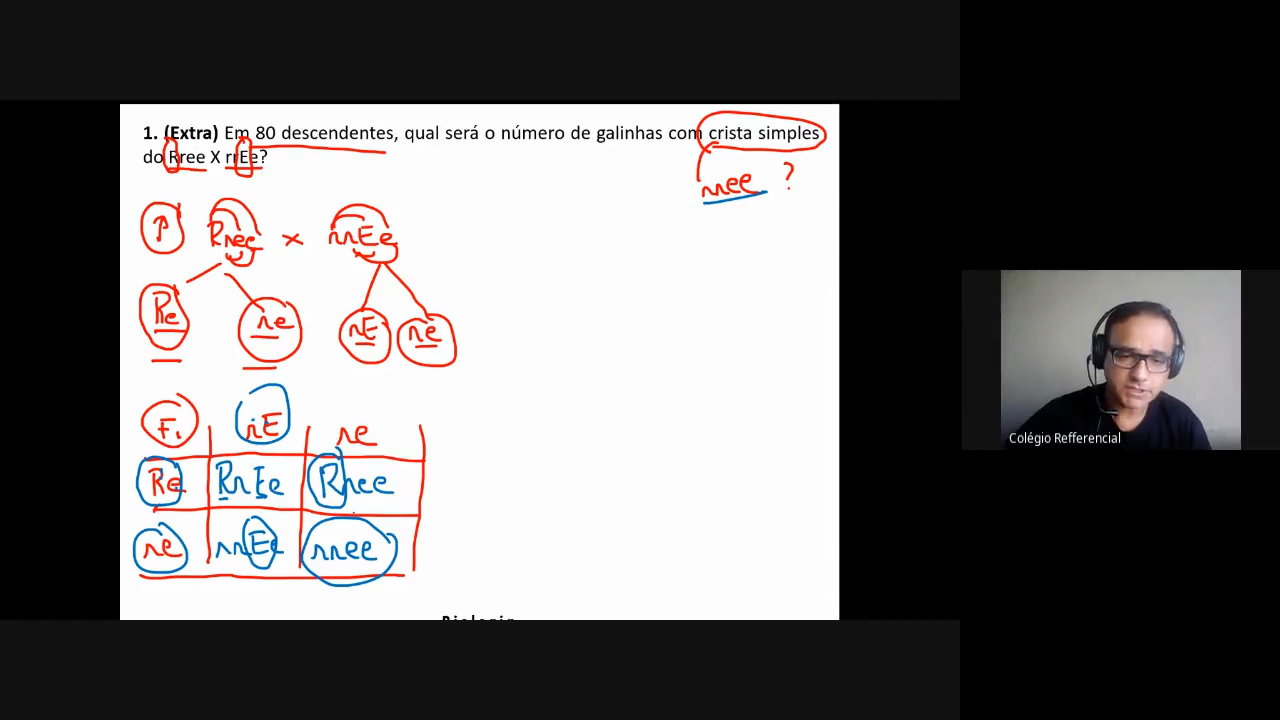 1. (Extra) Em 80 descendentes, qual será o número de galinhas com crista simples
do Rree X rrEe?
rree ?
P Rree x rrEe
Re re rE re
F1 rE re
Re RrEe Rree
re rrEe rree
Biologia
Colégio Refferencial